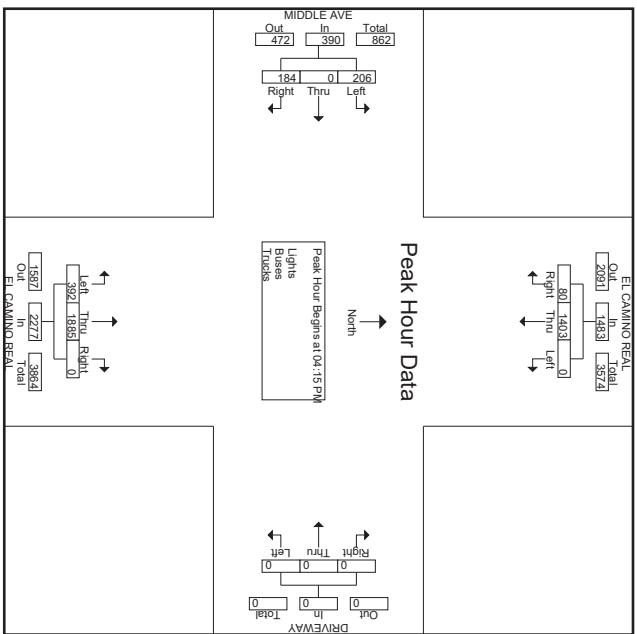 MIDDLE AVE
Out In Total
472 390 862
184 0 206
Right Thru Left
EL CAMINO REAL
Out In Total
2091 1483 3574
80 1403 0
Right Thru Left
Peak Hour Data
North
Peak Hour Begins at 04:15 PM
Lights
Buses
Trucks
Left Thru Right
392 1885 0
Out In Total
1587 2277 3864
EL CAMINO REAL
Left Thru Right
0 0 0
0 0 0
Total In Out
DRIVEWAY